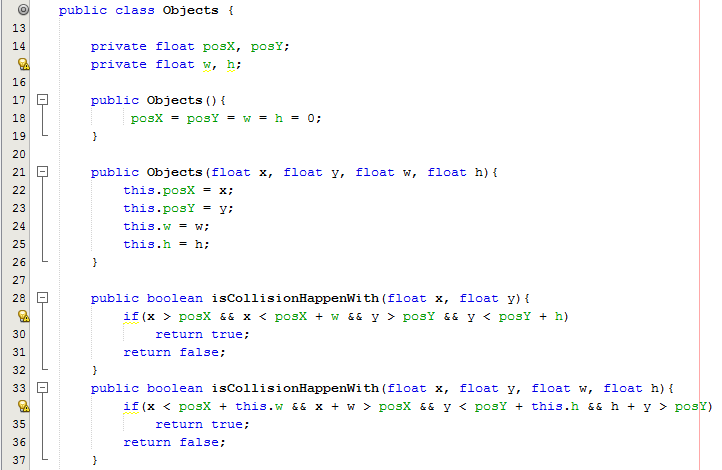 public class Objects {
13
14 private float posX, posY;
private float w, h;
16
17 public Objects(){
18 posX = posY = w = h = 0;
19 }
20
21 public Objects(float x, float y, float w, float h){
22 this.posX = x;
23 this.posY = y;
24 this.w = w;
25 this.h = h;
26 }
27
28 public boolean isCollisionHappenWith(float x, float y){
if(x > posX && x < posX + w && y > posY && y < posY + h)
30 return true;
31 return false;
32 }
33 public boolean isCollisionHappenWith(float x, float y, float w, float h){
if(x < posX + this.w && x + w > posX && y < posY + this.h && h + y > posY)
35 return true;
36 return false;
37 }